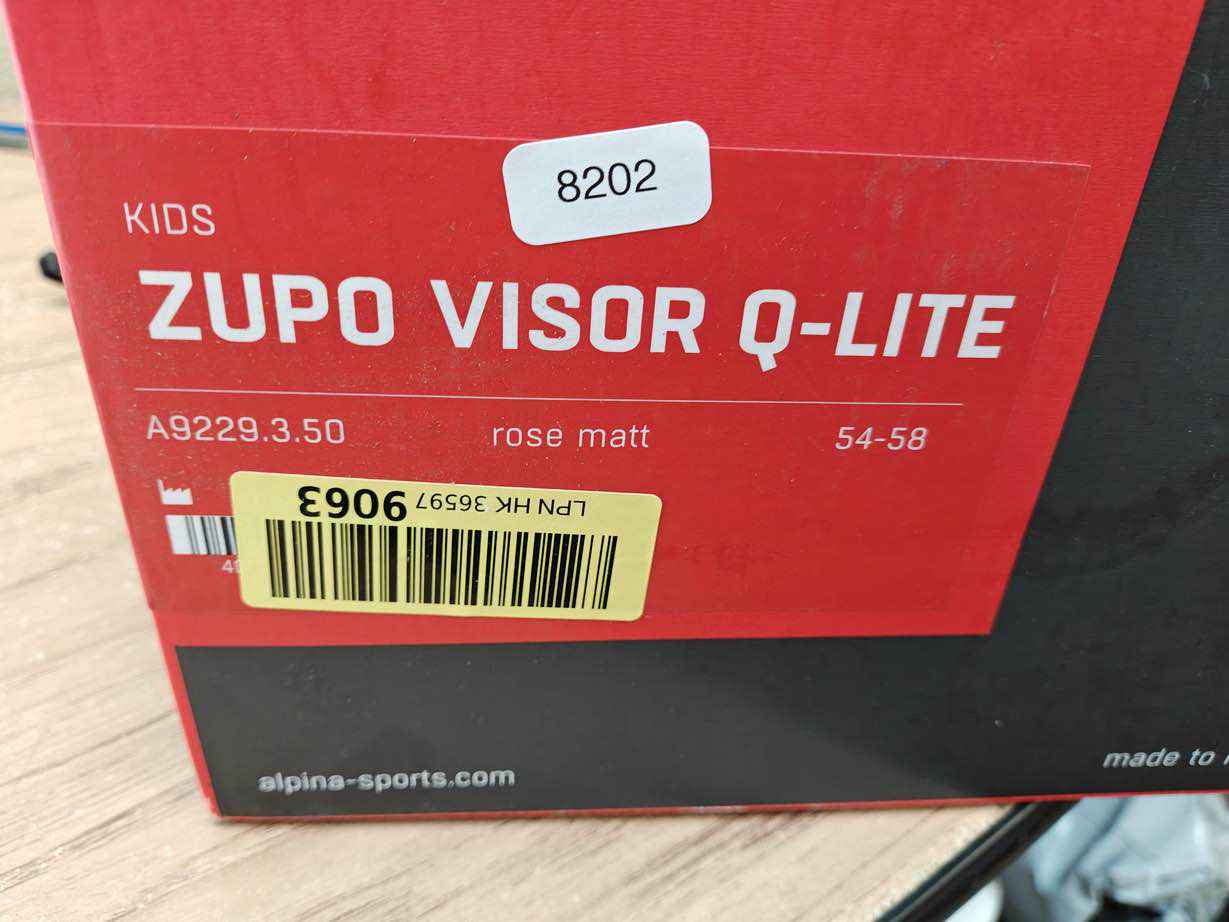 8202
KIDS
ZUPO VISOR Q-LITE
A9229.3.50 rose matt 54-58
LPN HK 36597 9063
alpina-sports.com
made to